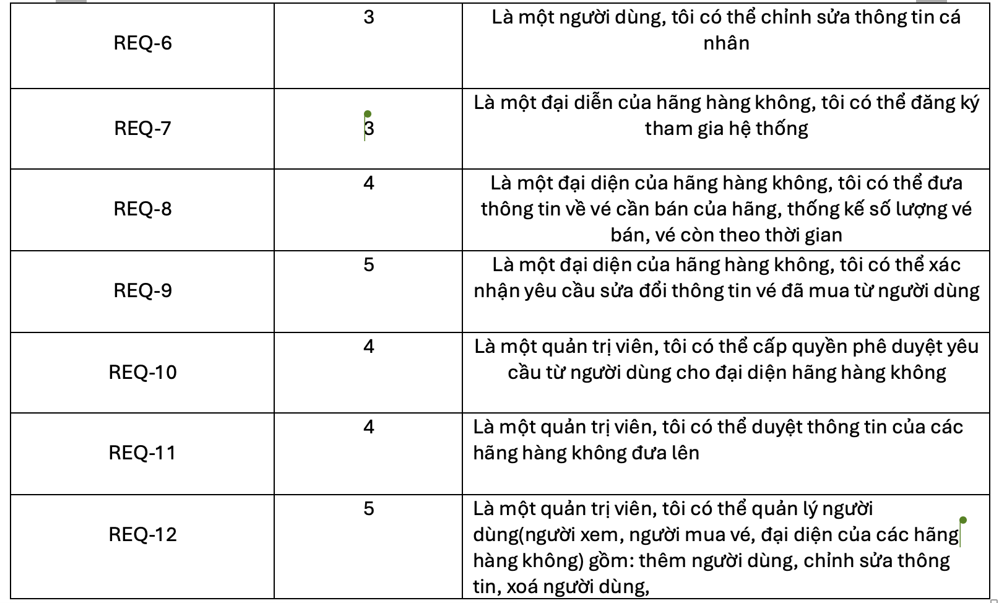 REQ-6
3
Là một người dùng, tôi có thể chỉnh sửa thông tin cá
nhân
REQ-7
3
Là một đại diễn của hãng hàng không, tôi có thể đăng ký
tham gia hệ thống
REQ-8
4
Là một đại diện của hãng hàng không, tôi có thể đưa
thông tin về vé cần bán của hãng, thống kế số lượng vé
bán, vé còn theo thời gian
REQ-9
5
Là một đại diện của hãng hàng không, tôi có thể xác
nhận yêu cầu sửa đổi thông tin vé đã mua từ người dùng
REQ-10
4
Là một quản trị viên, tôi có thể cấp quyền phê duyệt yêu
cầu từ người dùng cho đại diện hãng hàng không
REQ-11
4
Là một quản trị viên, tôi có thể duyệt thông tin của các
hãng hàng không đưa lên
REQ-12
5
Là một quản trị viên, tôi có thể quản lý người
dùng(người xem, người mua vé, đại diện của các hãng
hàng không) gồm: thêm người dùng, chỉnh sửa thông
tin, xoá người dùng,